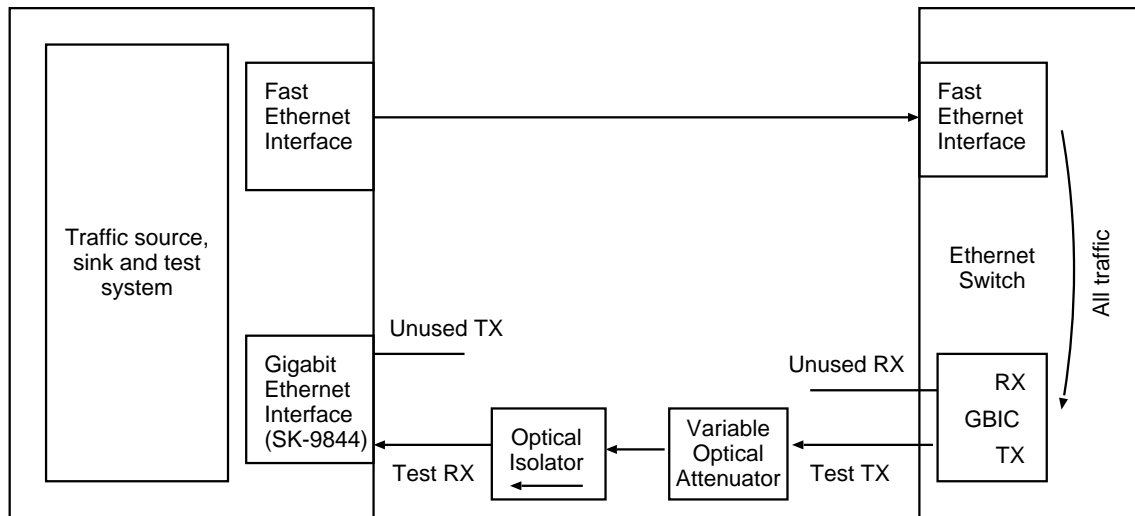 Fast
Ethernet
Interface
Fast
Ethernet
Interface
Traffic source,
sink and test
system
Ethernet
Switch
All traffic
Unused TX
Gigabit
Ethernet
Interface
(SK-9844)
Unused RX
RX
GBIC
TX
Optical
Isolator
Variable
Optical
Attenuator
Test RX
Test TX